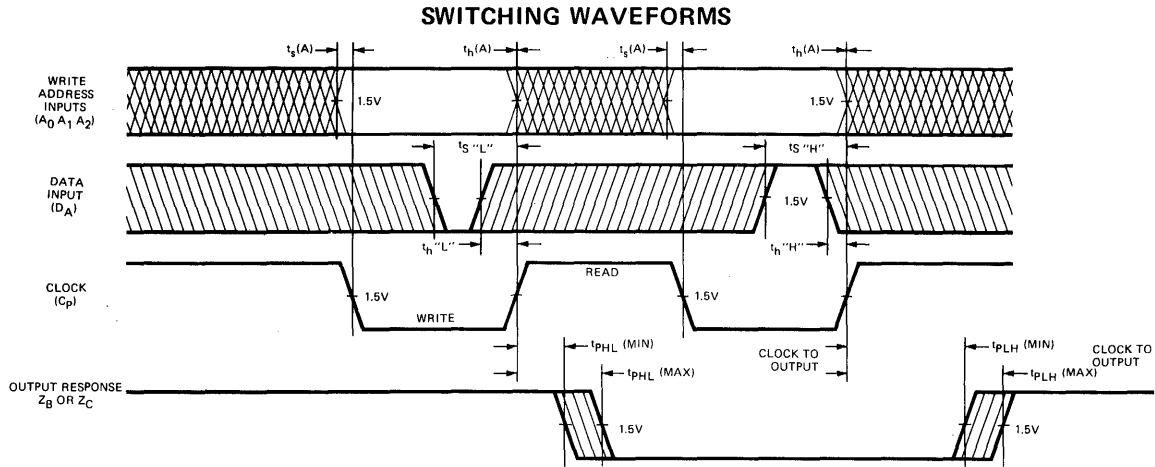 SWITCHING WAVEFORMS
ts(A) th(A) ts(A) th(A)
WRITE
ADDRESS
INPUTS
(A0 A1 A2)
1.5V 1.5V
tS "L" tS "H"
DATA
INPUT
(DA)
1.5V
th "L" th "H"
CLOCK
(CP)
READ
1.5V 1.5V
WRITE
tPHL (MIN)
CLOCK TO
OUTPUT
tPLH (MIN)
CLOCK TO
OUTPUT
tPHL (MAX) tPLH (MAX)
OUTPUT RESPONSE
ZB OR ZC
1.5V 1.5V